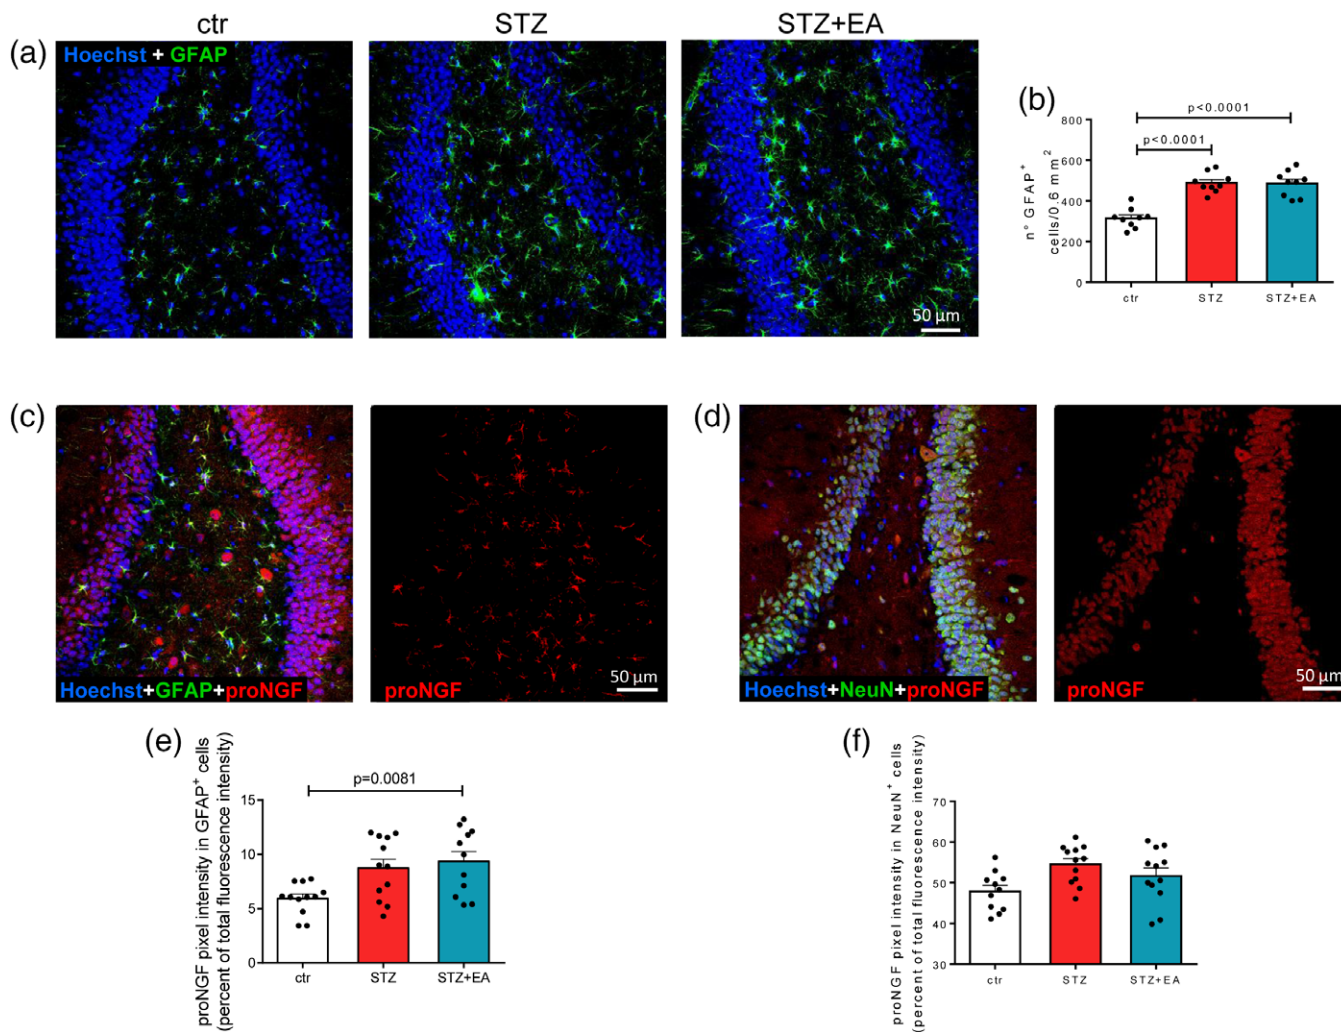 ctr
STZ
STZ+EA
(a)
Hoechst + GFAP
50 µm
(b)
n° GFAP+
cells/0.6 mm2
p<0.0001
p<0.0001
800
600
400
200
0
ctr
STZ
STZ+EA
(c)
Hoechst+GFAP+proNGF
proNGF
50 µm
(d)
Hoechst+NeuN+proNGF
proNGF
50 µm
(e)
proNGF pixel intensity in GFAP+ cells
(percent of total fluorescence intensity)
p=0.0081
15
10
5
0
ctr
STZ
STZ+EA
(f)
proNGF pixel intensity in NeuN+ cells
(percent of total fluorescence intensity)
70
60
50
40
30
ctr
STZ
STZ+EA